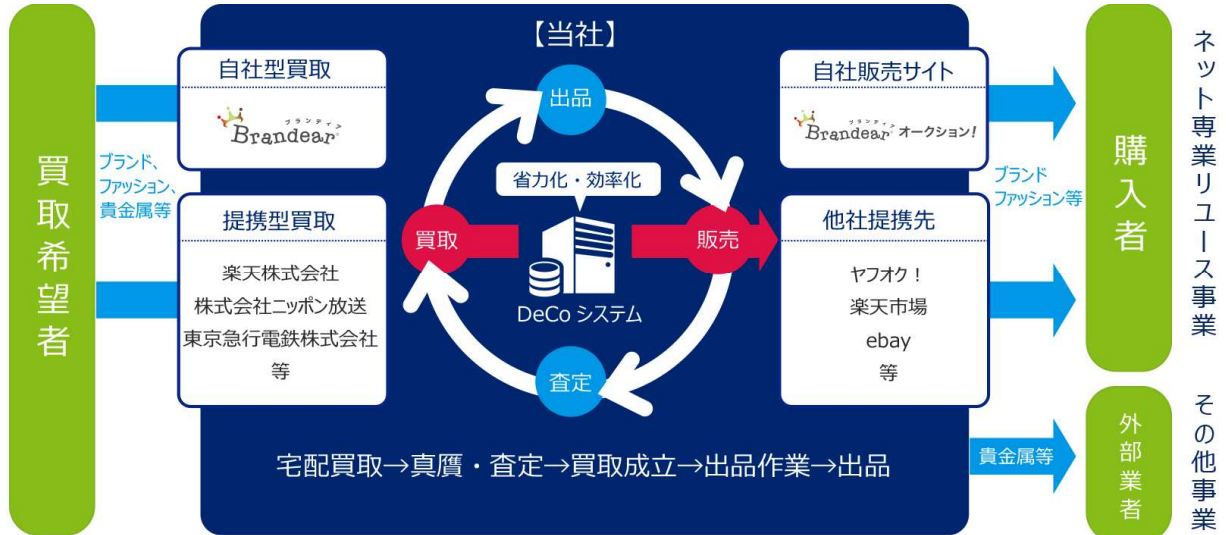 【当社】
買取希望者
ブランド、
ファッション、
貴金属等
自社型買取
ブランディア
Brandear
提携型買取
楽天株式会社
株式会社ニッポン放送
東京急行電鉄株式会社
等
出品
省力化・効率化
買取
販売
DeCo システム
査定
自社販売サイト
ブランディア
Brandear オークション!
他社提携先
ヤフオク!
楽天市場
ebay
等
ブランド
ファッション等
購入者
ネット専業リユース事業
宅配買取→真贋・査定→買取成立→出品作業→出品
貴金属等
外部業者
その他事業